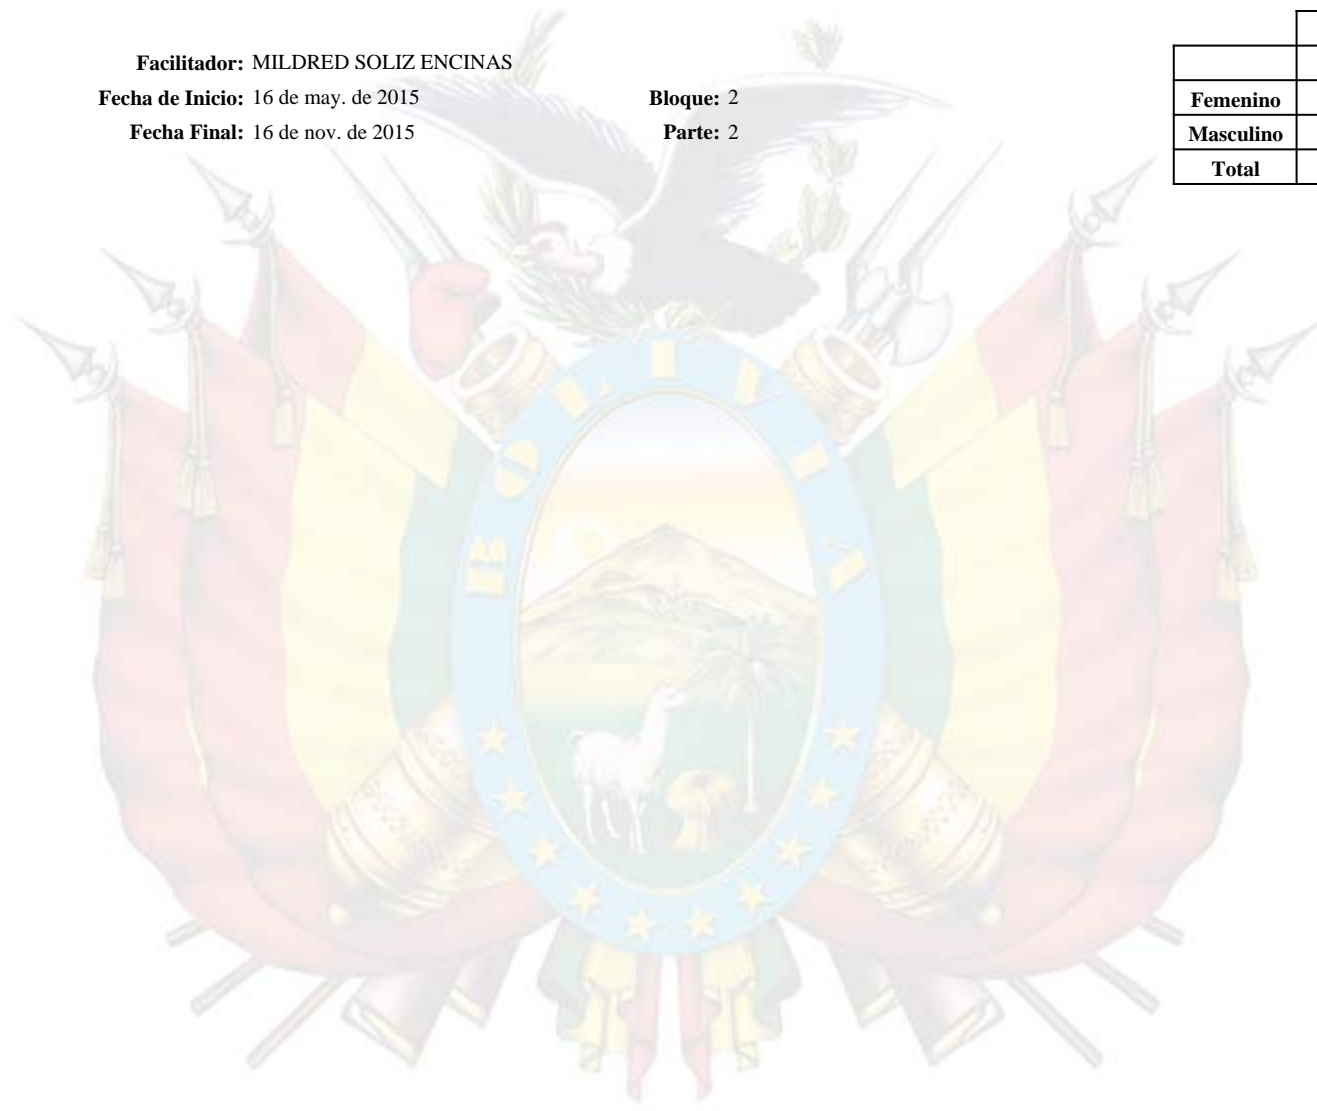 Facilitador: MILDRED SOLIZ ENCINAS
Fecha de Inicio: 16 de may. de 2015 Bloque: 2
Fecha Final: 16 de nov. de 2015 Parte: 2
Femenino
Masculino
Total
BOLIVIA